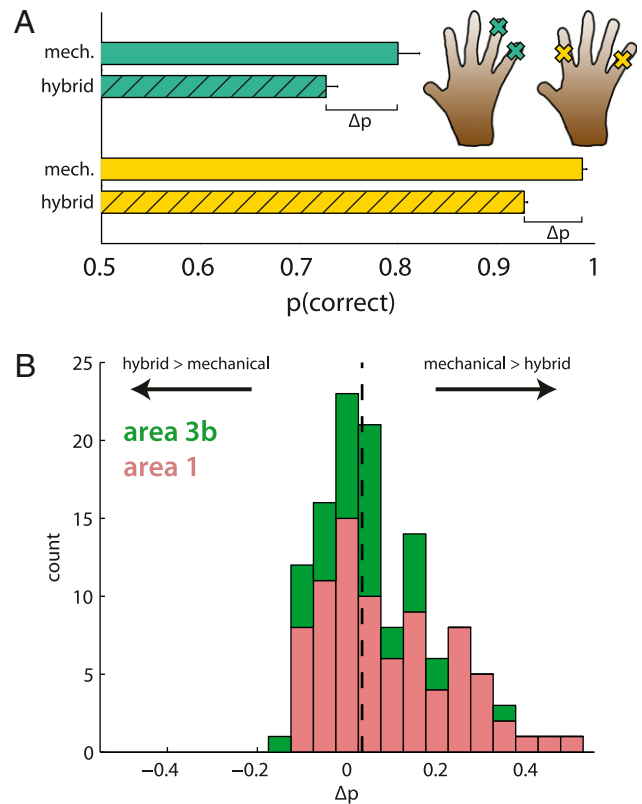 A
mech.
hybrid
Δp
mech.
hybrid
Δp
0.5 0.6 0.7 0.8 0.9 1
p(correct)
B
hybrid > mechanical
mechanical > hybrid
area 3b
area 1
25
20
15
10
5
0
count
−0.4 −0.2 0 0.2 0.4
Δp